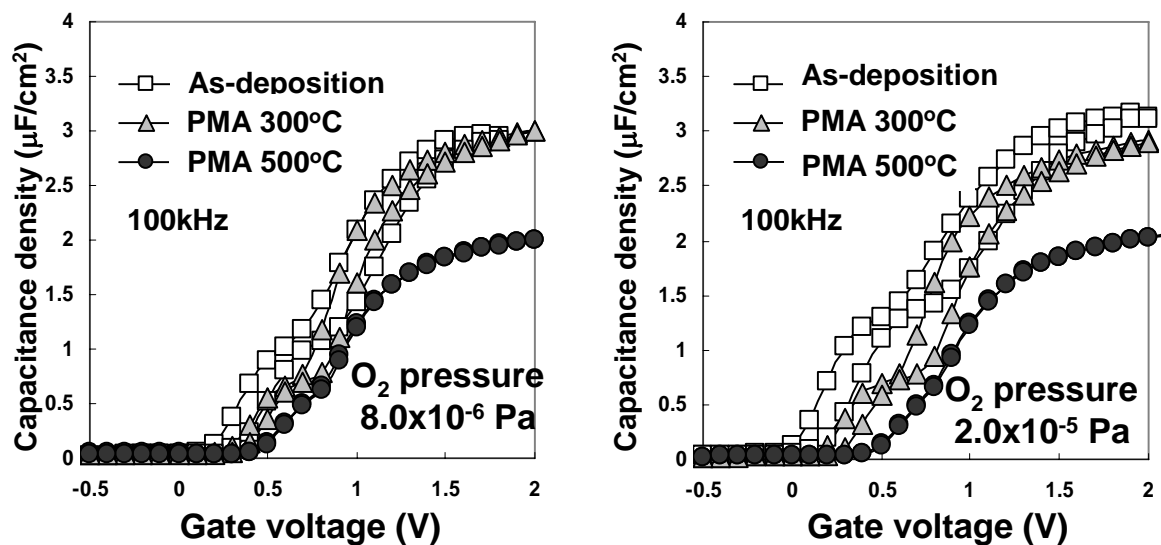 Capacitance density (μF/cm²)
4
3.5
3
2.5
2
1.5
1
0.5
0
As-deposition
PMA 300°C
PMA 500°C
100kHz
O₂ pressure
8.0x10⁻⁶ Pa
-0.5 0 0.5 1 1.5 2
Gate voltage (V)
Capacitance density (μF/cm²)
4
3.5
3
2.5
2
1.5
1
0.5
0
As-deposition
PMA 300°C
PMA 500°C
100kHz
O₂ pressure
2.0x10⁻⁵ Pa
-0.5 0 0.5 1 1.5 2
Gate voltage (V)